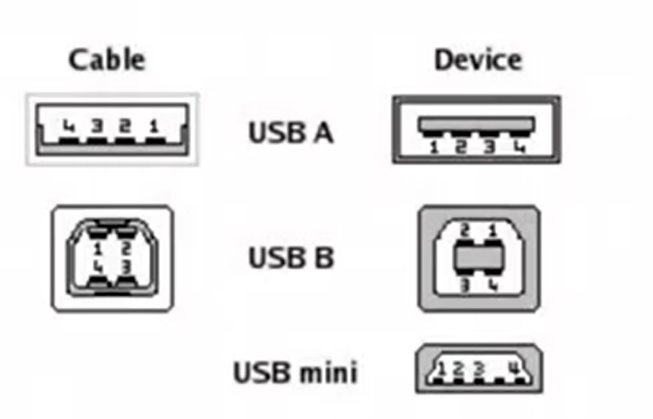 Cable Device
4 3 2 1 USB A 1 2 3 4
1 2 USB B 2 1
4 3 3 4
USB mini 1 2 3 4